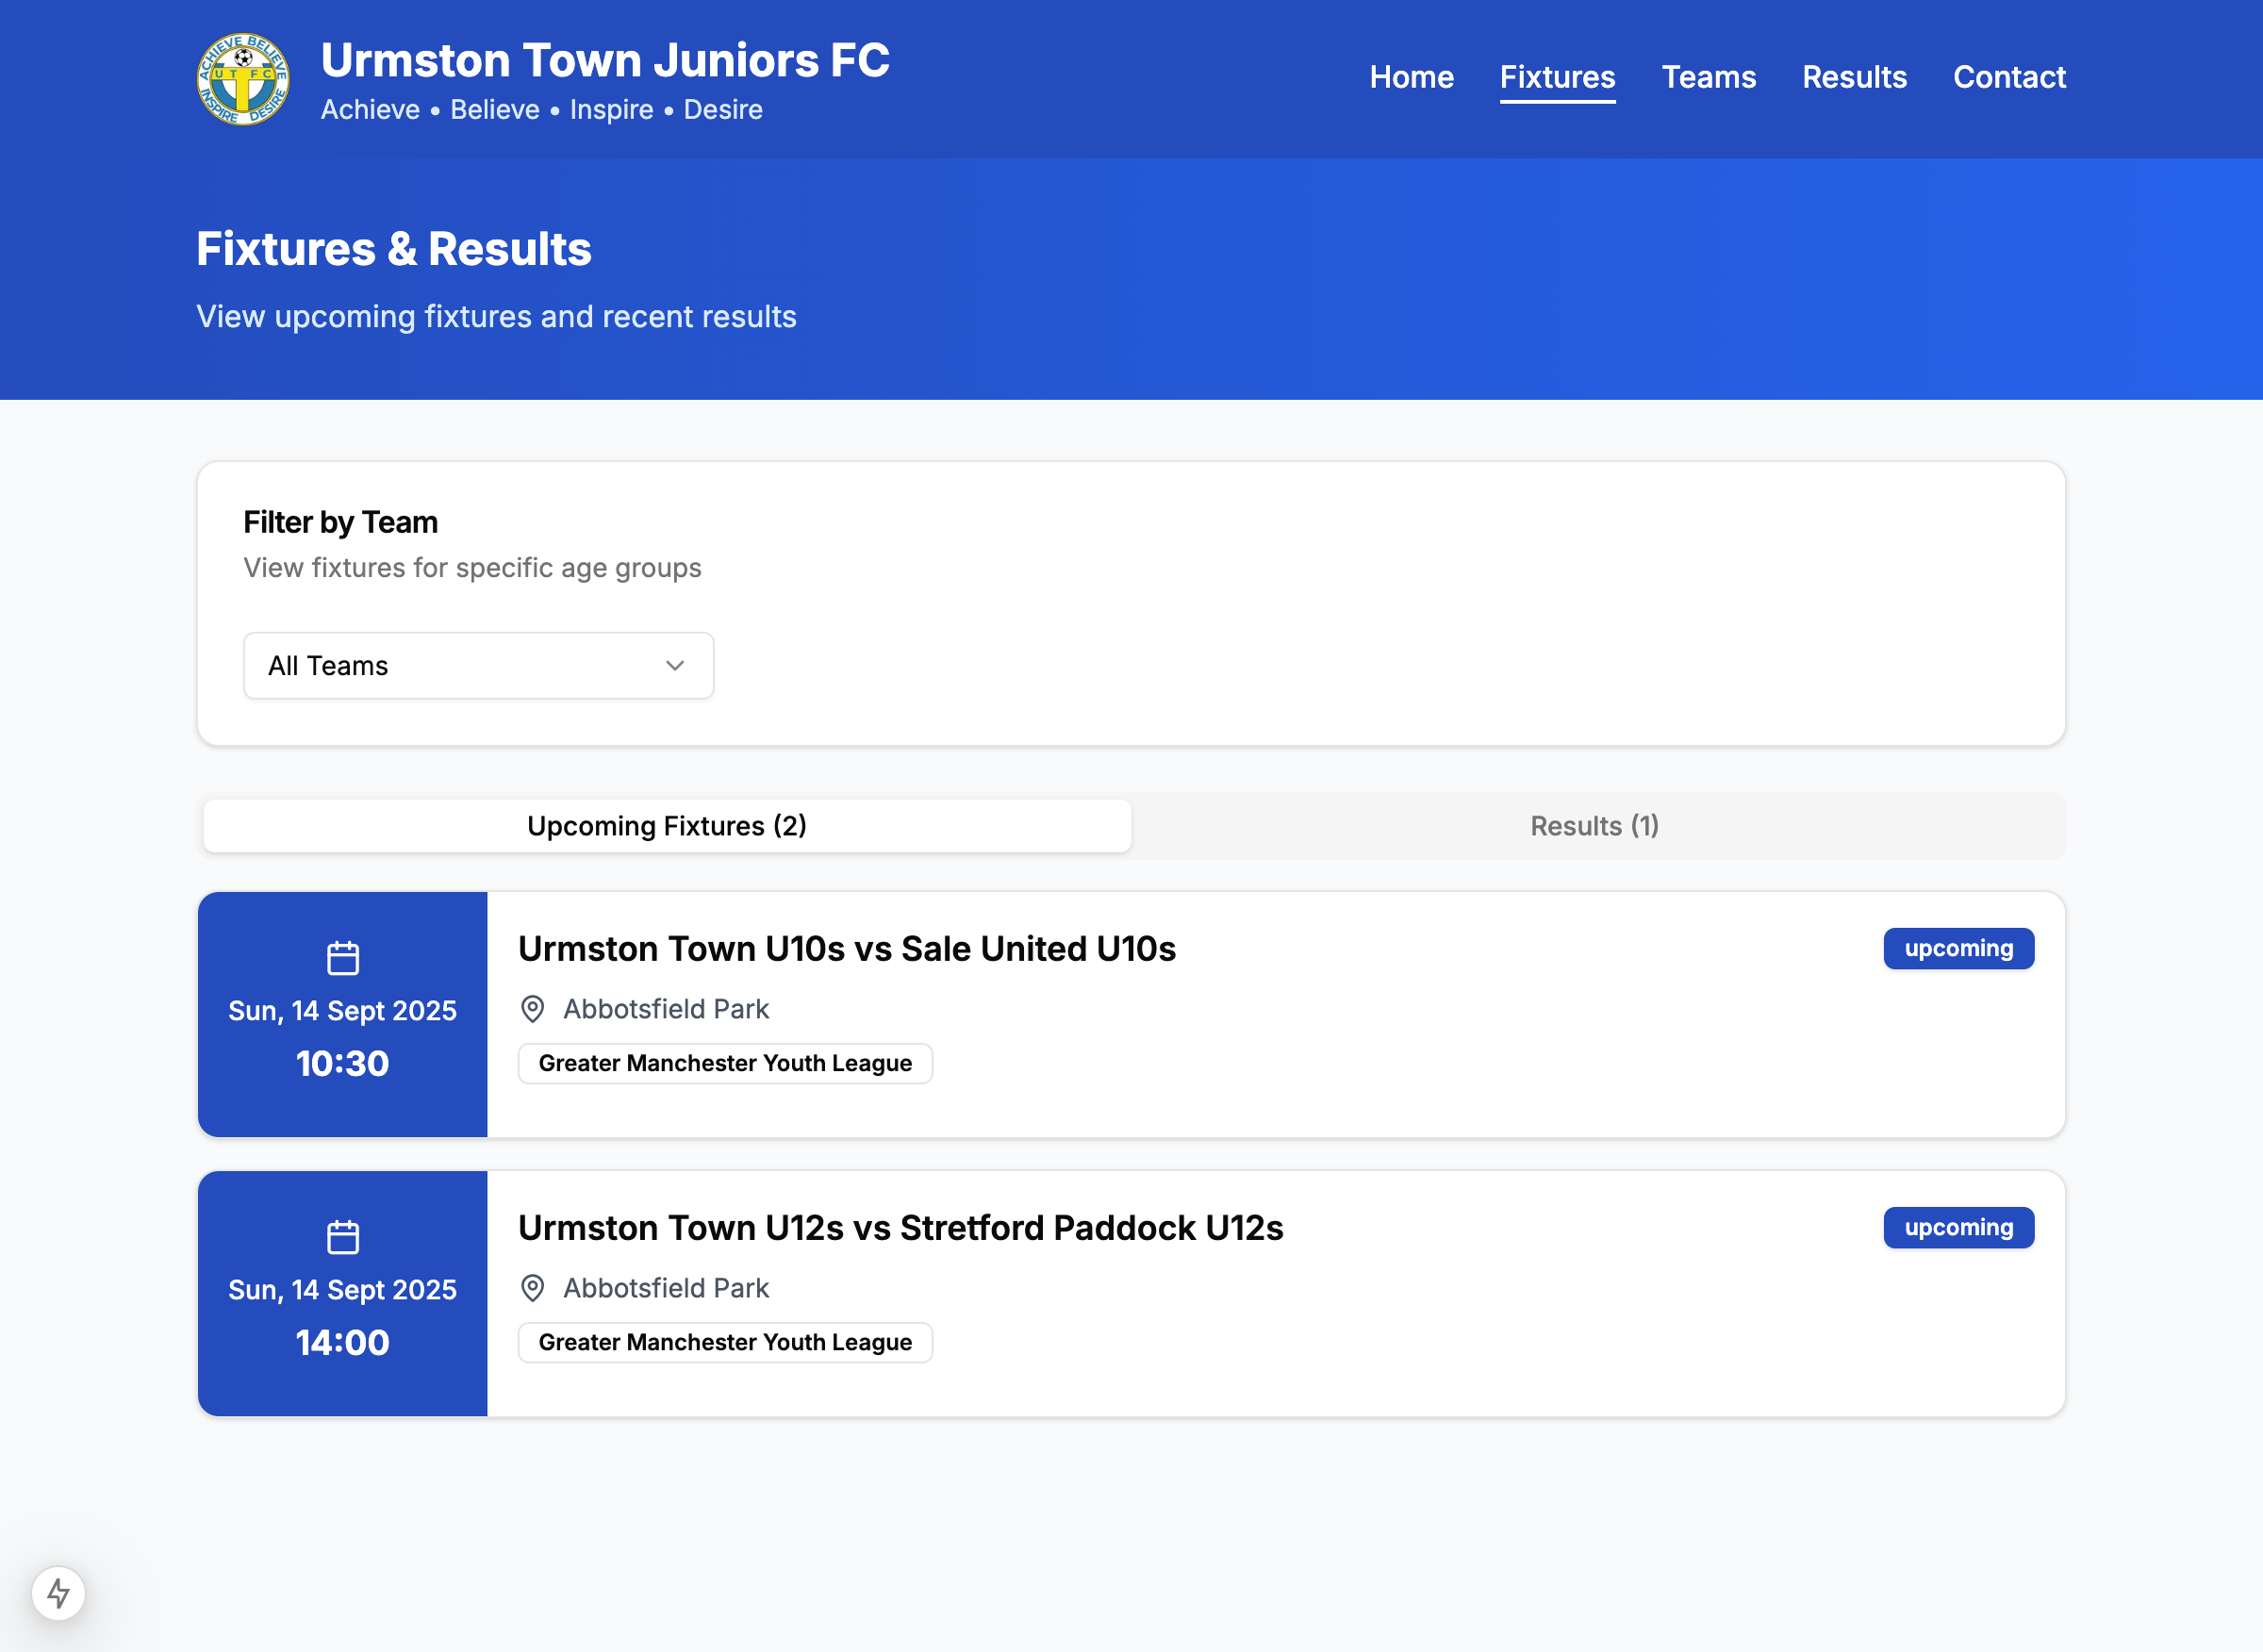 ACHIEVE BELIEVE
UTFC
INSPIRE DESIRE
Urmston Town Juniors FC
Achieve • Believe • Inspire • Desire
Home
Fixtures
Teams
Results
Contact
Fixtures & Results
View upcoming fixtures and recent results
Filter by Team
View fixtures for specific age groups
All Teams
Upcoming Fixtures (2)
Results (1)
Sun, 14 Sept 2025
10:30
Urmston Town U10s vs Sale United U10s
upcoming
Abbotsfield Park
Greater Manchester Youth League
Sun, 14 Sept 2025
14:00
Urmston Town U12s vs Stretford Paddock U12s
upcoming
Abbotsfield Park
Greater Manchester Youth League